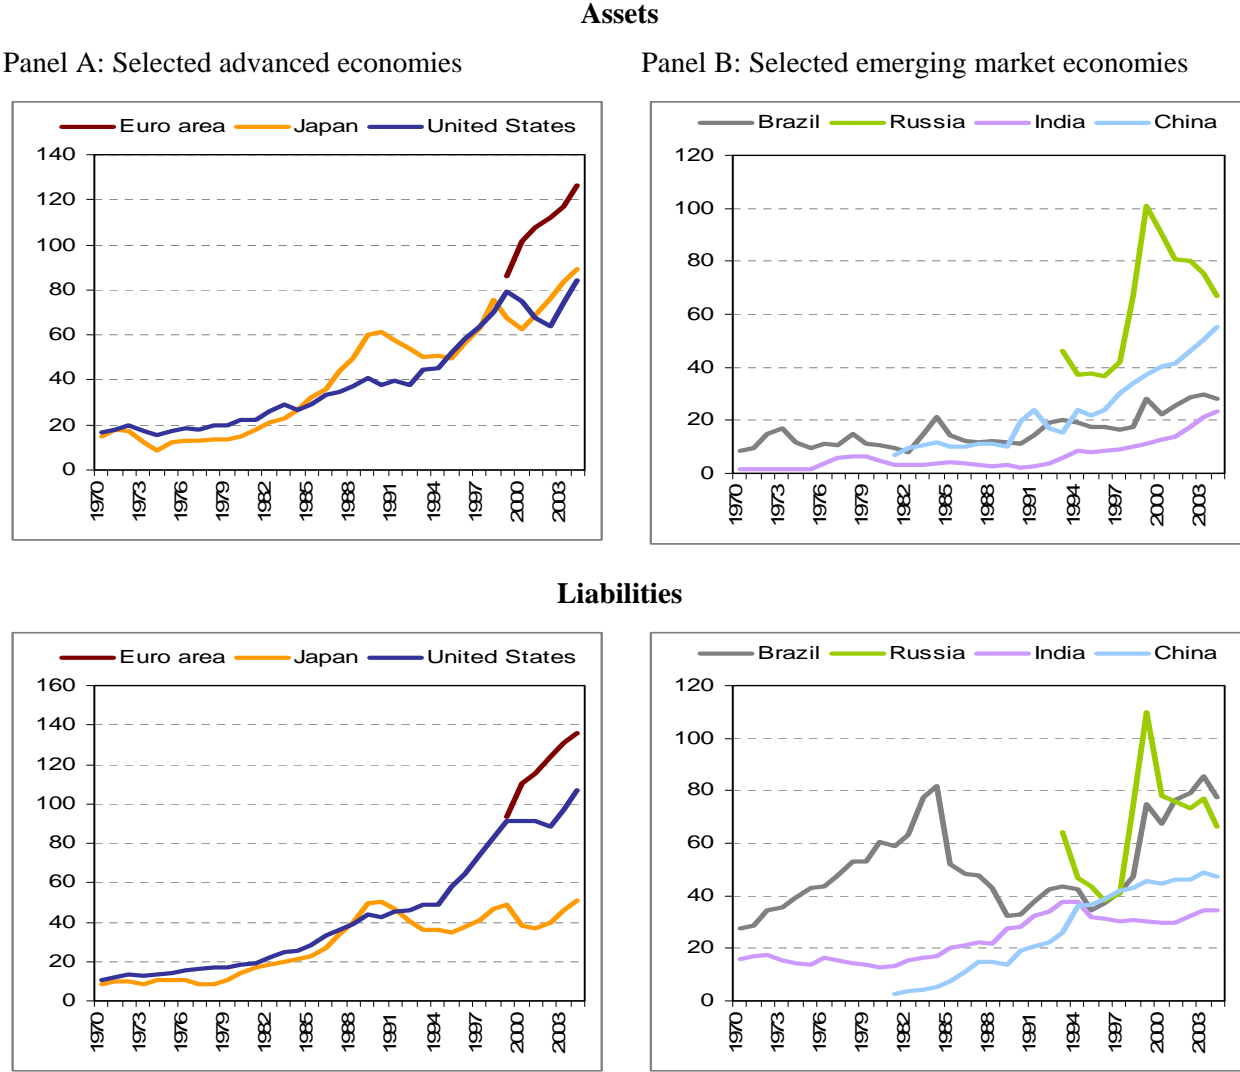 Assets
Panel A: Selected advanced economies
Panel B: Selected emerging market economies
Euro area Japan United States
140
120
100
80
60
40
20
0
1970 1973 1976 1979 1982 1985 1988 1991 1994 1997 2000 2003
Brazil Russia India China
120
100
80
60
40
20
0
1970 1973 1976 1979 1982 1985 1988 1991 1994 1997 2000 2003
Liabilities
Euro area Japan United States
160
140
120
100
80
60
40
20
0
1970 1973 1976 1979 1982 1985 1988 1991 1994 1997 2000 2003
Brazil Russia India China
120
100
80
60
40
20
0
1970 1973 1976 1979 1982 1985 1988 1991 1994 1997 2000 2003